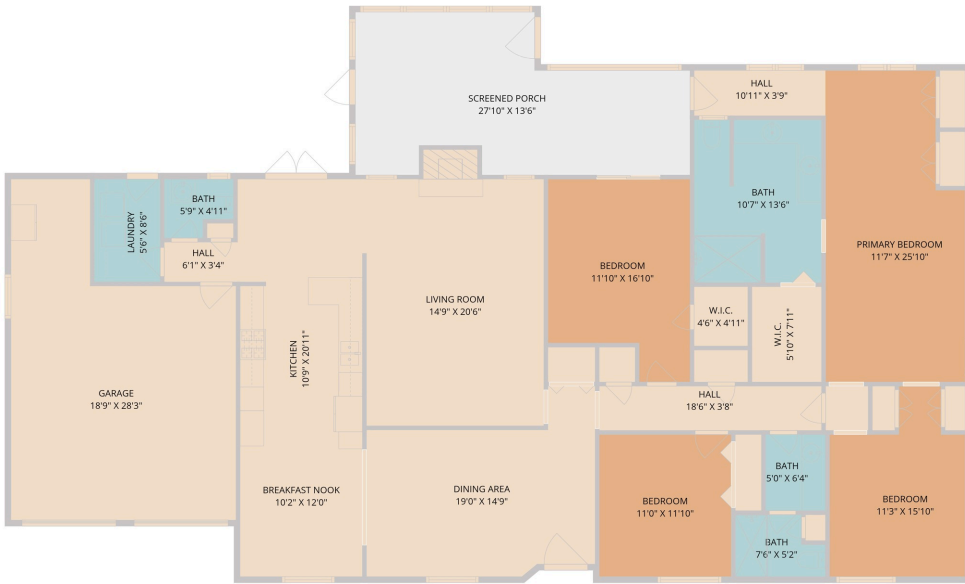 SCREENED PORCH
27'10" X 13'6"
HALL
10'11" X 3'9"
LAUNDRY
5'6" X 8'6"
BATH
5'9" X 4'11"
HALL
6'1" X 3'4"
BATH
10'7" X 13'6"
PRIMARY BEDROOM
11'7" X 25'10"
BEDROOM
11'10" X 16'10"
LIVING ROOM
14'9" X 20'6"
KITCHEN
10'9" X 20'11"
W.I.C.
4'6" X 4'11"
W.I.C.
5'10" X 7'11"
GARAGE
18'9" X 28'3"
HALL
18'6" X 3'8"
BREAKFAST NOOK
10'2" X 12'0"
DINING AREA
19'0" X 14'9"
BEDROOM
11'0" X 11'10"
BATH
5'0" X 6'4"
BATH
7'6" X 5'2"
BEDROOM
11'3" X 15'10"